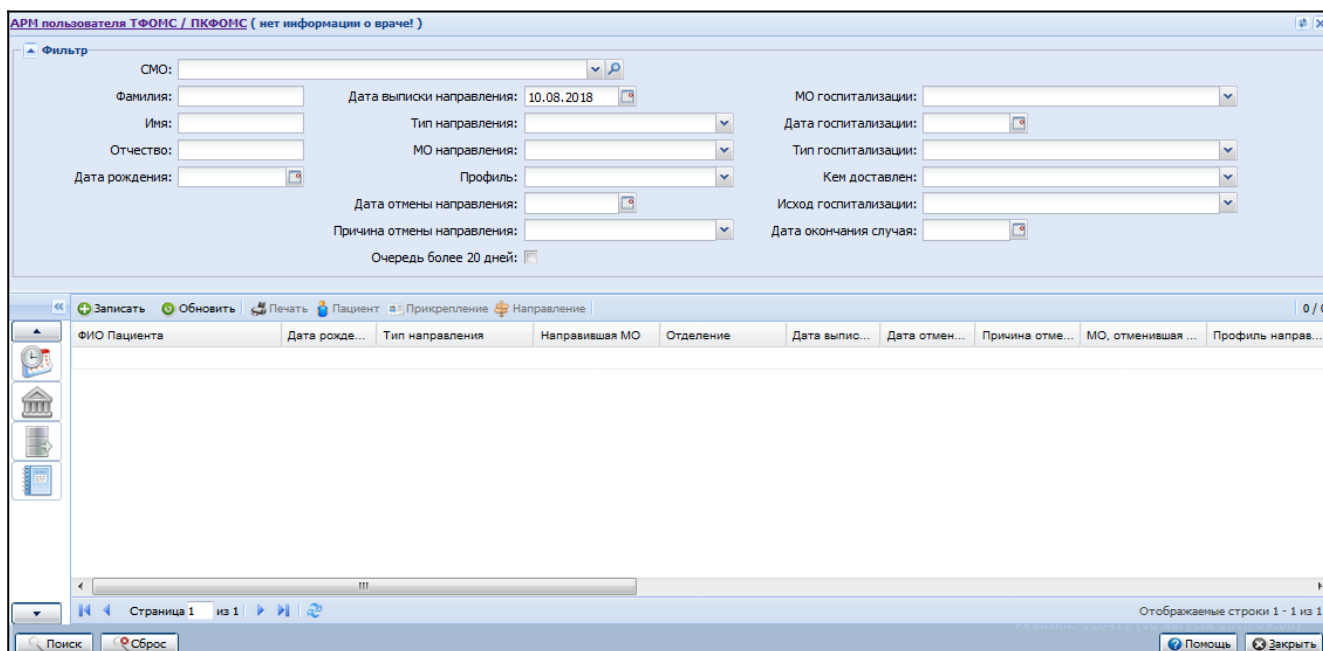 АРМ пользователя ТФОМС / ПКФОМС ( нет информации о враче! )
Фильтр
СМО:
Фамилия: Дата выписки направления: 10.08.2018 МО госпитализации:
Имя: Тип направления: Дата госпитализации:
Отчество: МО направления: Тип госпитализации:
Дата рождения: Профиль: Кем доставлен:
Дата отмены направления: Исход госпитализации:
Причина отмены направления: Дата окончания случая:
Очередь более 20 дней:
Записать Обновить Печать Пациент Прикрепление Направление 0 / 0
ФИО Пациента Дата рожде... Тип направления Направившая МО Отделение Дата выпис... Дата отмен... Причина отме... МО, отменившая ... Профиль направ...
Страница 1 из 1 Отображаемые строки 1 - 1 из 1
Поиск Сброс Помощь Закрыть